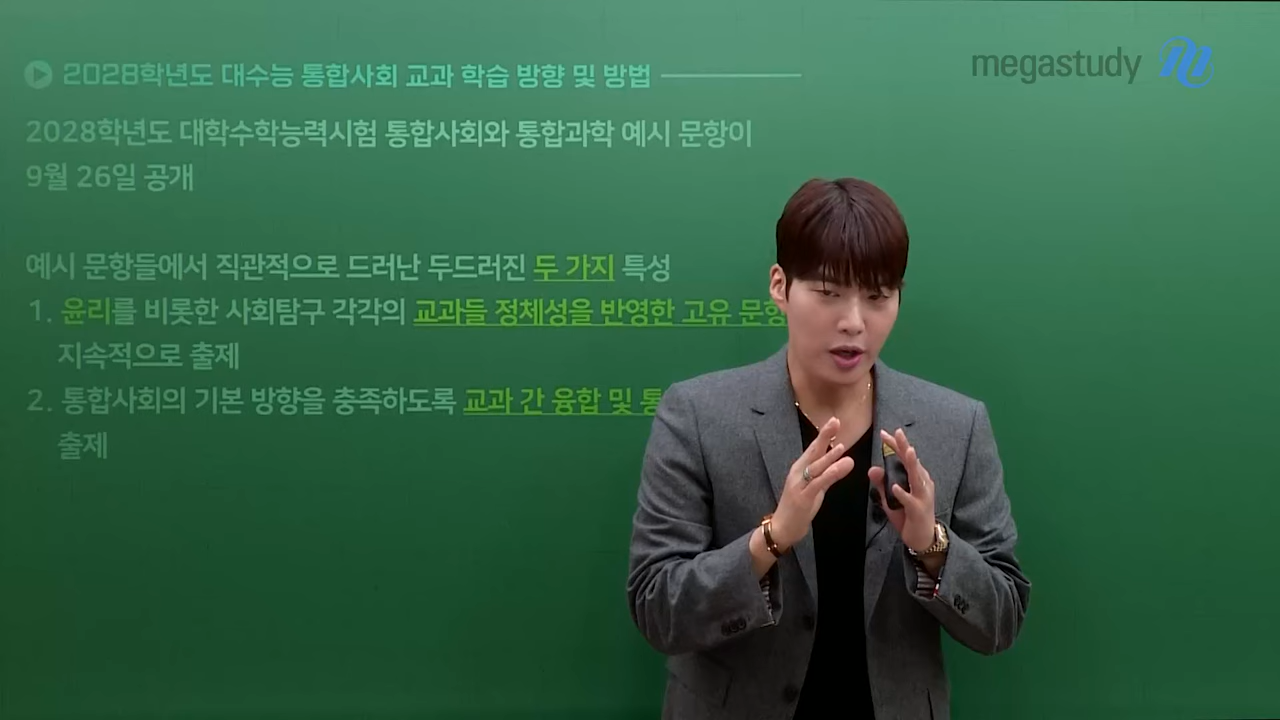 megastudy
2028학년도 대수능 통합사회 교과 학습 방향 및 방법
2028학년도 대학수학능력시험 통합사회와 통합과학 예시 문항이
9월 26일 공개
예시 문항들에서 직관적으로 드러난 두드러진 두 가지 특성
1. 윤리를 비롯한 사회탐구 각각의 교과들 정체성을 반영한 고유
지속적으로 출제
2. 통합사회의 기본 방향을 충족하도록 교과 간 융합 및
출제